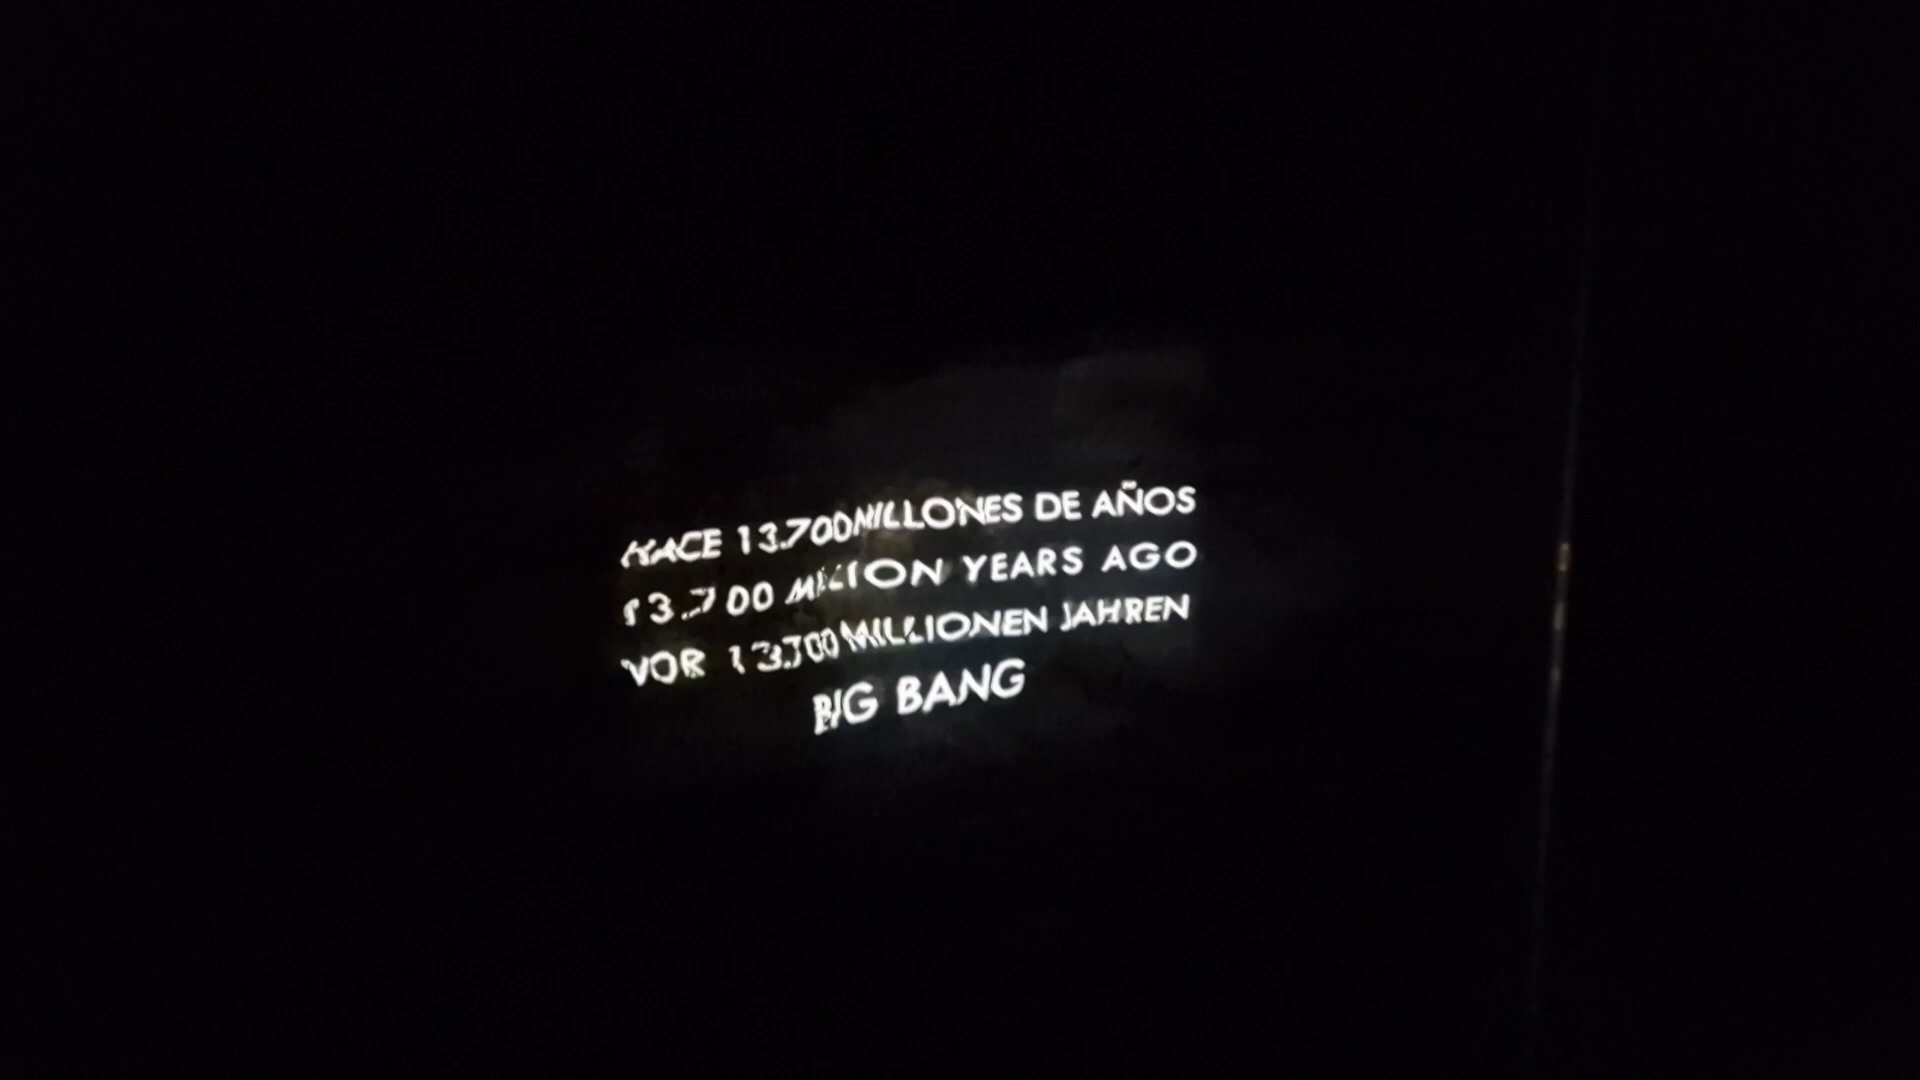 HACE 13.700 MILLONES DE AÑOS
13.700 MILLION YEARS AGO
VOR 13.700 MILLIONEN JAHREN
BIG BANG